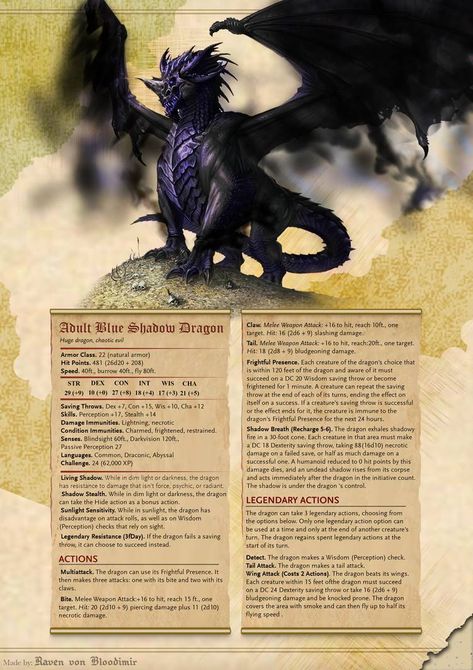 Adult Blue Shadow Dragon
Huge dragon, chaotic evil
Armor Class. 22 (natural armor)
Hit Points. 481 (26d20 + 208)
Speed. 40ft., burrow 40ft., fly 80ft.
STR DEX CON INT WIS CHA
29 (+9) 10 (+0) 27 (+8) 18 (+4) 17 (+3) 21 (+5)
Saving Throws. Dex +7, Con +15, Wis +10, Cha +12
Skills. Perception +17, Stealth +14
Damage Immunities. Lightning, necrotic
Condition Immunities. Charmed, frightened, restrained.
Senses. Blindsight 60ft., Darkvision 120ft.,
Passive Perception 27
Languages. Common, Draconic, Abyssal
Challenge. 24 (62,000 XP)
Living Shadow. While in dim light or darkness, the dragon
has resistance to damage that isn't force, psychic, or radiant.
Shadow Stealth. While in dim light or darkness, the dragon
can take the Hide action as a bonus action.
Sunlight Sensitivity. While in sunlight, the dragon has
disadvantage on attack rolls, as well as on Wisdom
(Perception) checks that rely on sight.
Legendary Resistance (3/Day). If the dragon fails a saving
throw, it can choose to succeed instead.
ACTIONS
Multiattack. The dragon can use its Frightful Presence. It
then makes three attacks: one with its bite and two with its
claws.
Bite. Melee Weapon Attack:+16 to hit, reach 15 ft., one
target. Hit: 20 (2d10 + 9) piercing damage plus 11 (2d10)
necrotic damage.
Claw. Melee Weapon Attack: +16 to hit, reach 10ft., one
target. Hit: 16 (2d6 + 9) slashing damage.
Tail. Melee Weapon Attack: +16 to hit, reach:20ft., one target.
Hit: 18 (2d8 + 9) bludgeoning damage.
Frightful Presence. Each creature of the dragon's choice that
is within 120 feet of the dragon and aware of it must
succeed on a DC 20 Wisdom saving throw or become
frightened for 1 minute. A creature can repeat the saving
throw at the end of each of its turns, ending the effect on
itself on a success. If a creature's saving throw is successful
or the effect ends for it, the creature is immune to the
dragon's Frightful Presence for the next 24 hours.
Shadow Breath (Recharge 5-6). The dragon exhales shadowy
fire in a 30-foot cone. Each creature in that area must make
a DC 18 Dexterity saving throw, taking 88(16d10) necrotic
damage on a failed save, or half as much damage on a
successful one. A humanoid reduced to 0 hit points by this
damage dies, and an undead shadow rises from its corpse
and acts immediately after the dragon in the initiative count.
The shadow is under the dragon 's control.
LEGENDARY ACTIONS
The dragon can take 3 legendary actions, choosing from
the options below. Only one legendary action option can
be used at a time and only at the end of another creature's
turn. The dragon regains spent legendary actions at the
start of its turn.
Detect. The dragon makes a Wisdom (Perception) check.
Tail Attack. The dragon makes a tail attack.
Wing Attack (Costs 2 Actions). The dragon beats its wings.
Each creature within 15 feet ofthe dragon must succeed
on a DC 24 Dexterity saving throw or take 16 (2d6 + 9)
bludgeoning damage and be knocked prone. The dragon
covers the area with smoke and can then fly up to half its
flying speed .
Made by: Raven von Bloodimir